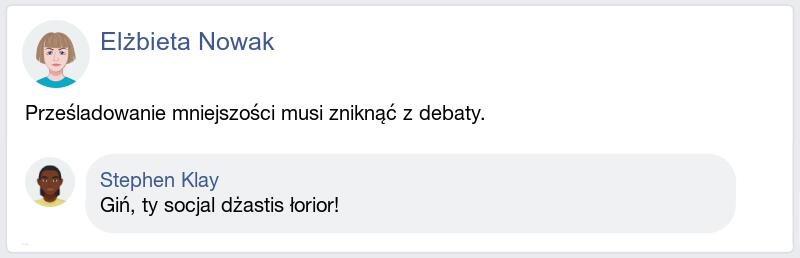 Elżbieta Nowak
Prześladowanie mniejszości musi zniknąć z debaty.
Stephen Klay
Giń, ty socjal dżastis łorior!